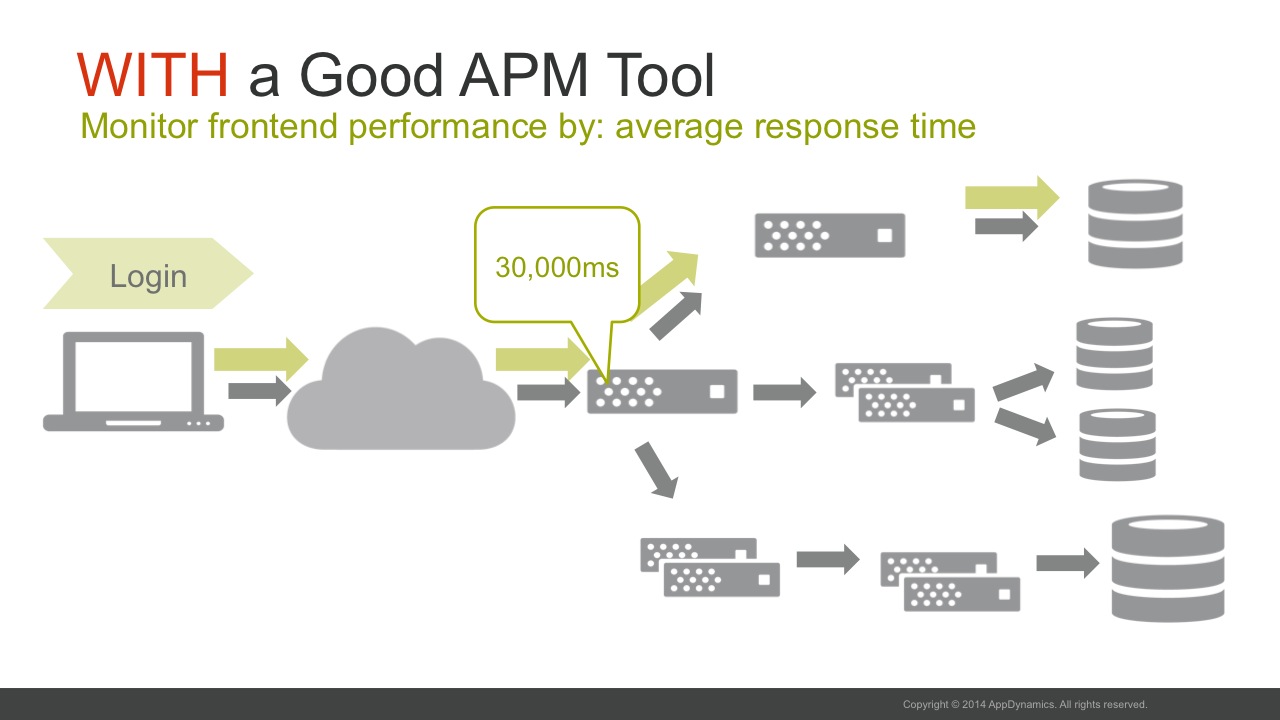 WITH a Good APM Tool
Monitor frontend performance by: average response time
Login
30,000ms
Copyright © 2014 AppDynamics. All rights reserved.